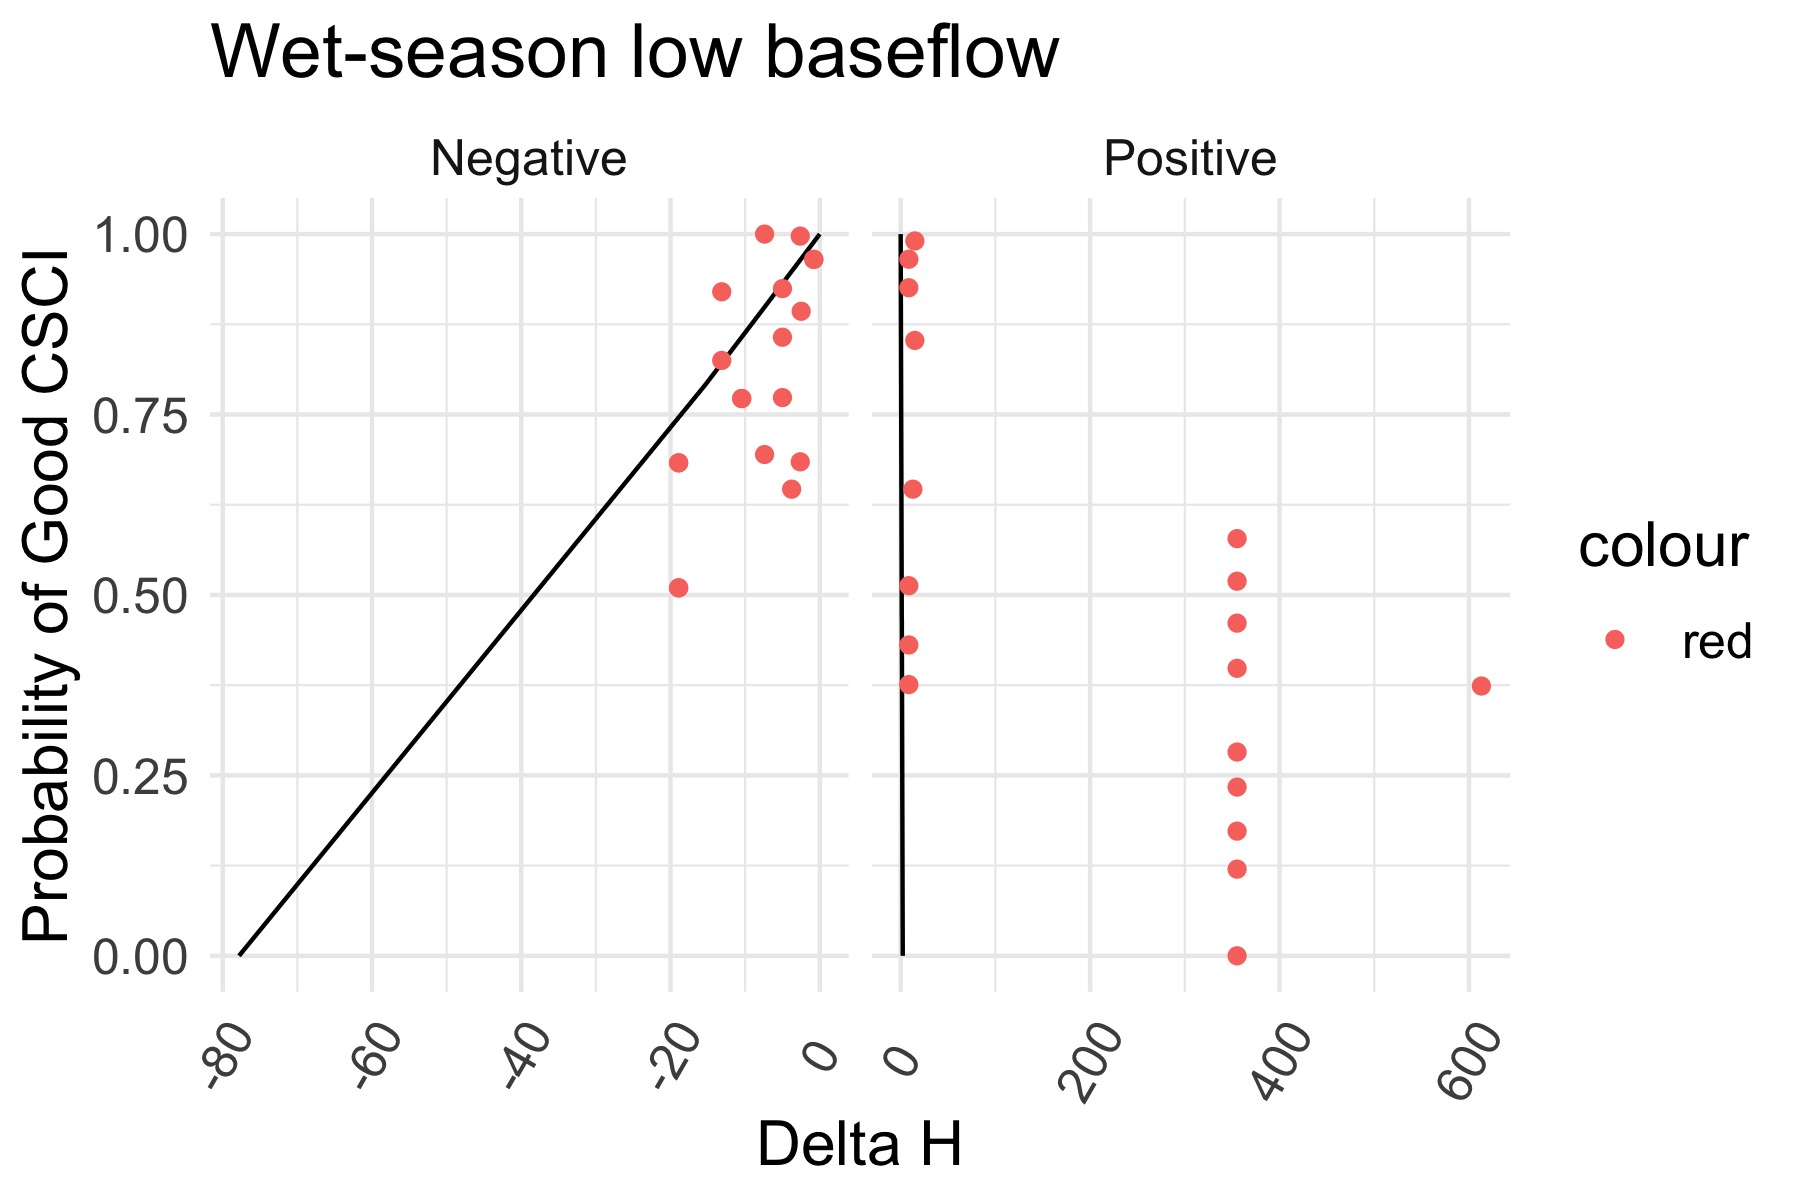 Wet-season low baseflow
Negative
Positive
Probability of Good CSCI
1.00
0.75
0.50
0.25
0.00
-80
-60
-40
-20
0
0
200
400
600
Delta H
colour
red